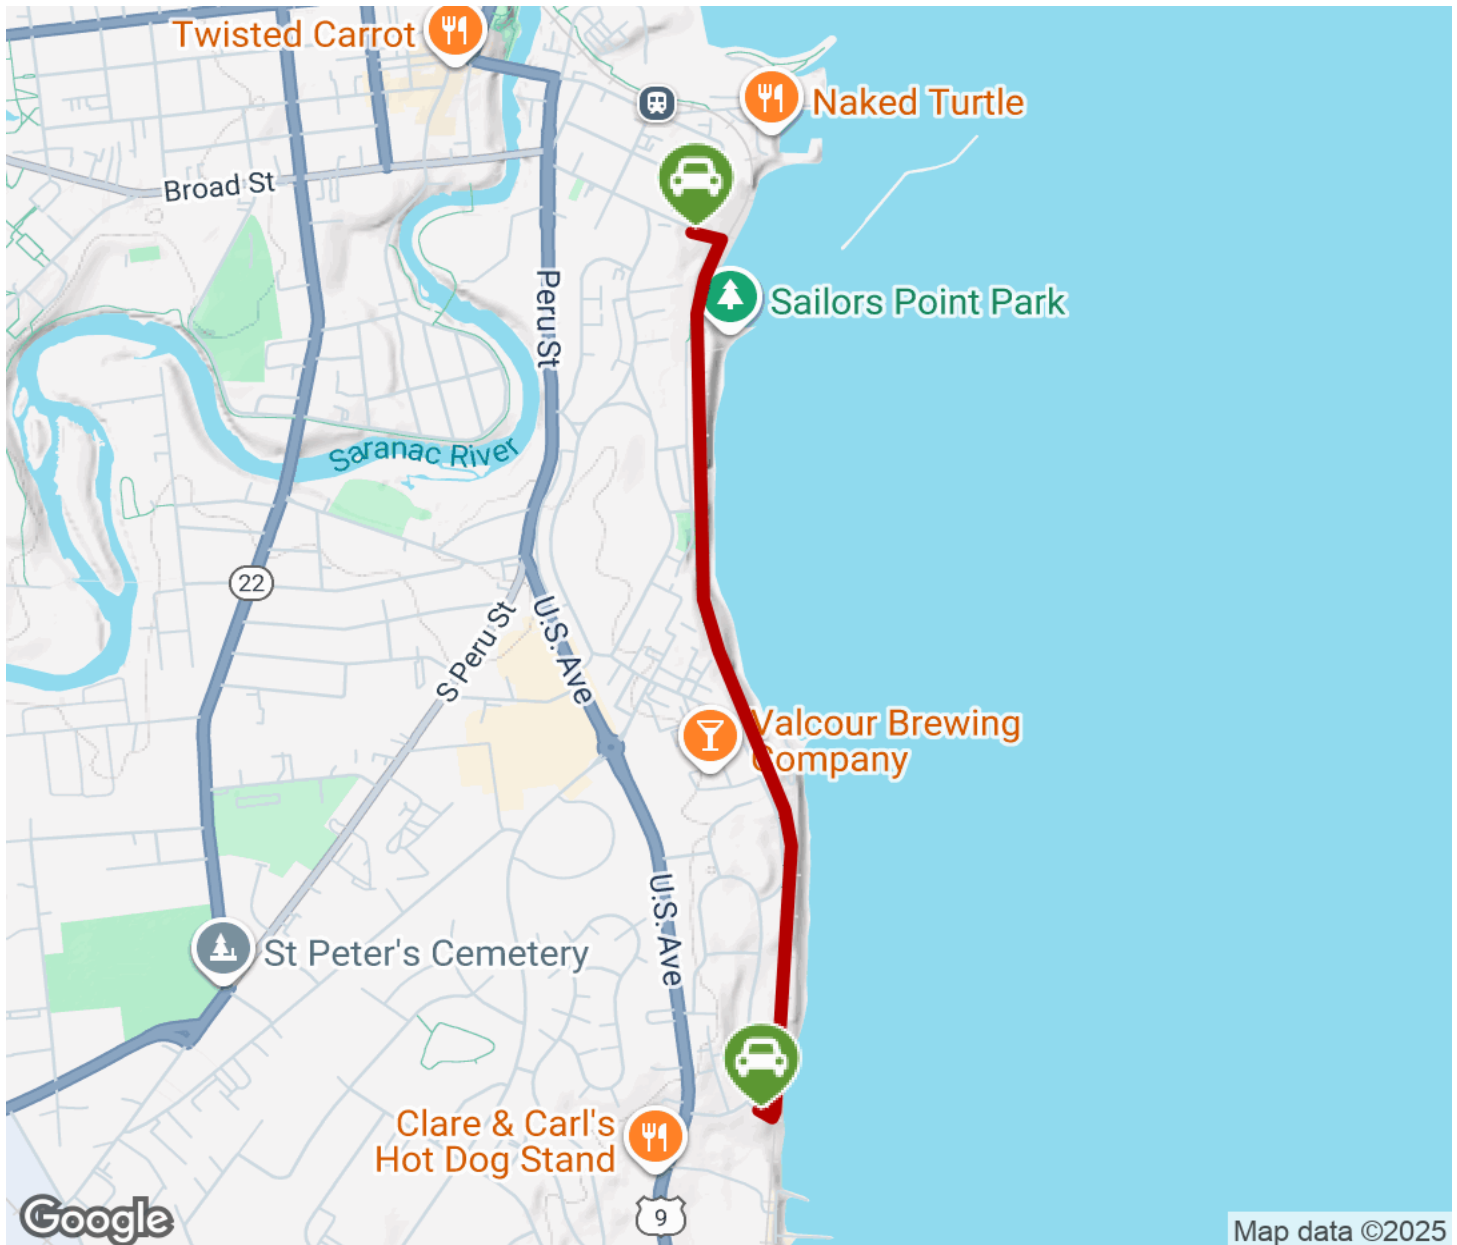 Twisted Carrot
Naked Turtle
Broad St
Peru St
Sailors Point Park
Saranac River
22
S Peru St
U.S. Ave
Valcour Brewing
Company
U.S. Ave
St Peter's Cemetery
Clare & Carl's
Hot Dog Stand
9
Google
Map data ©2025